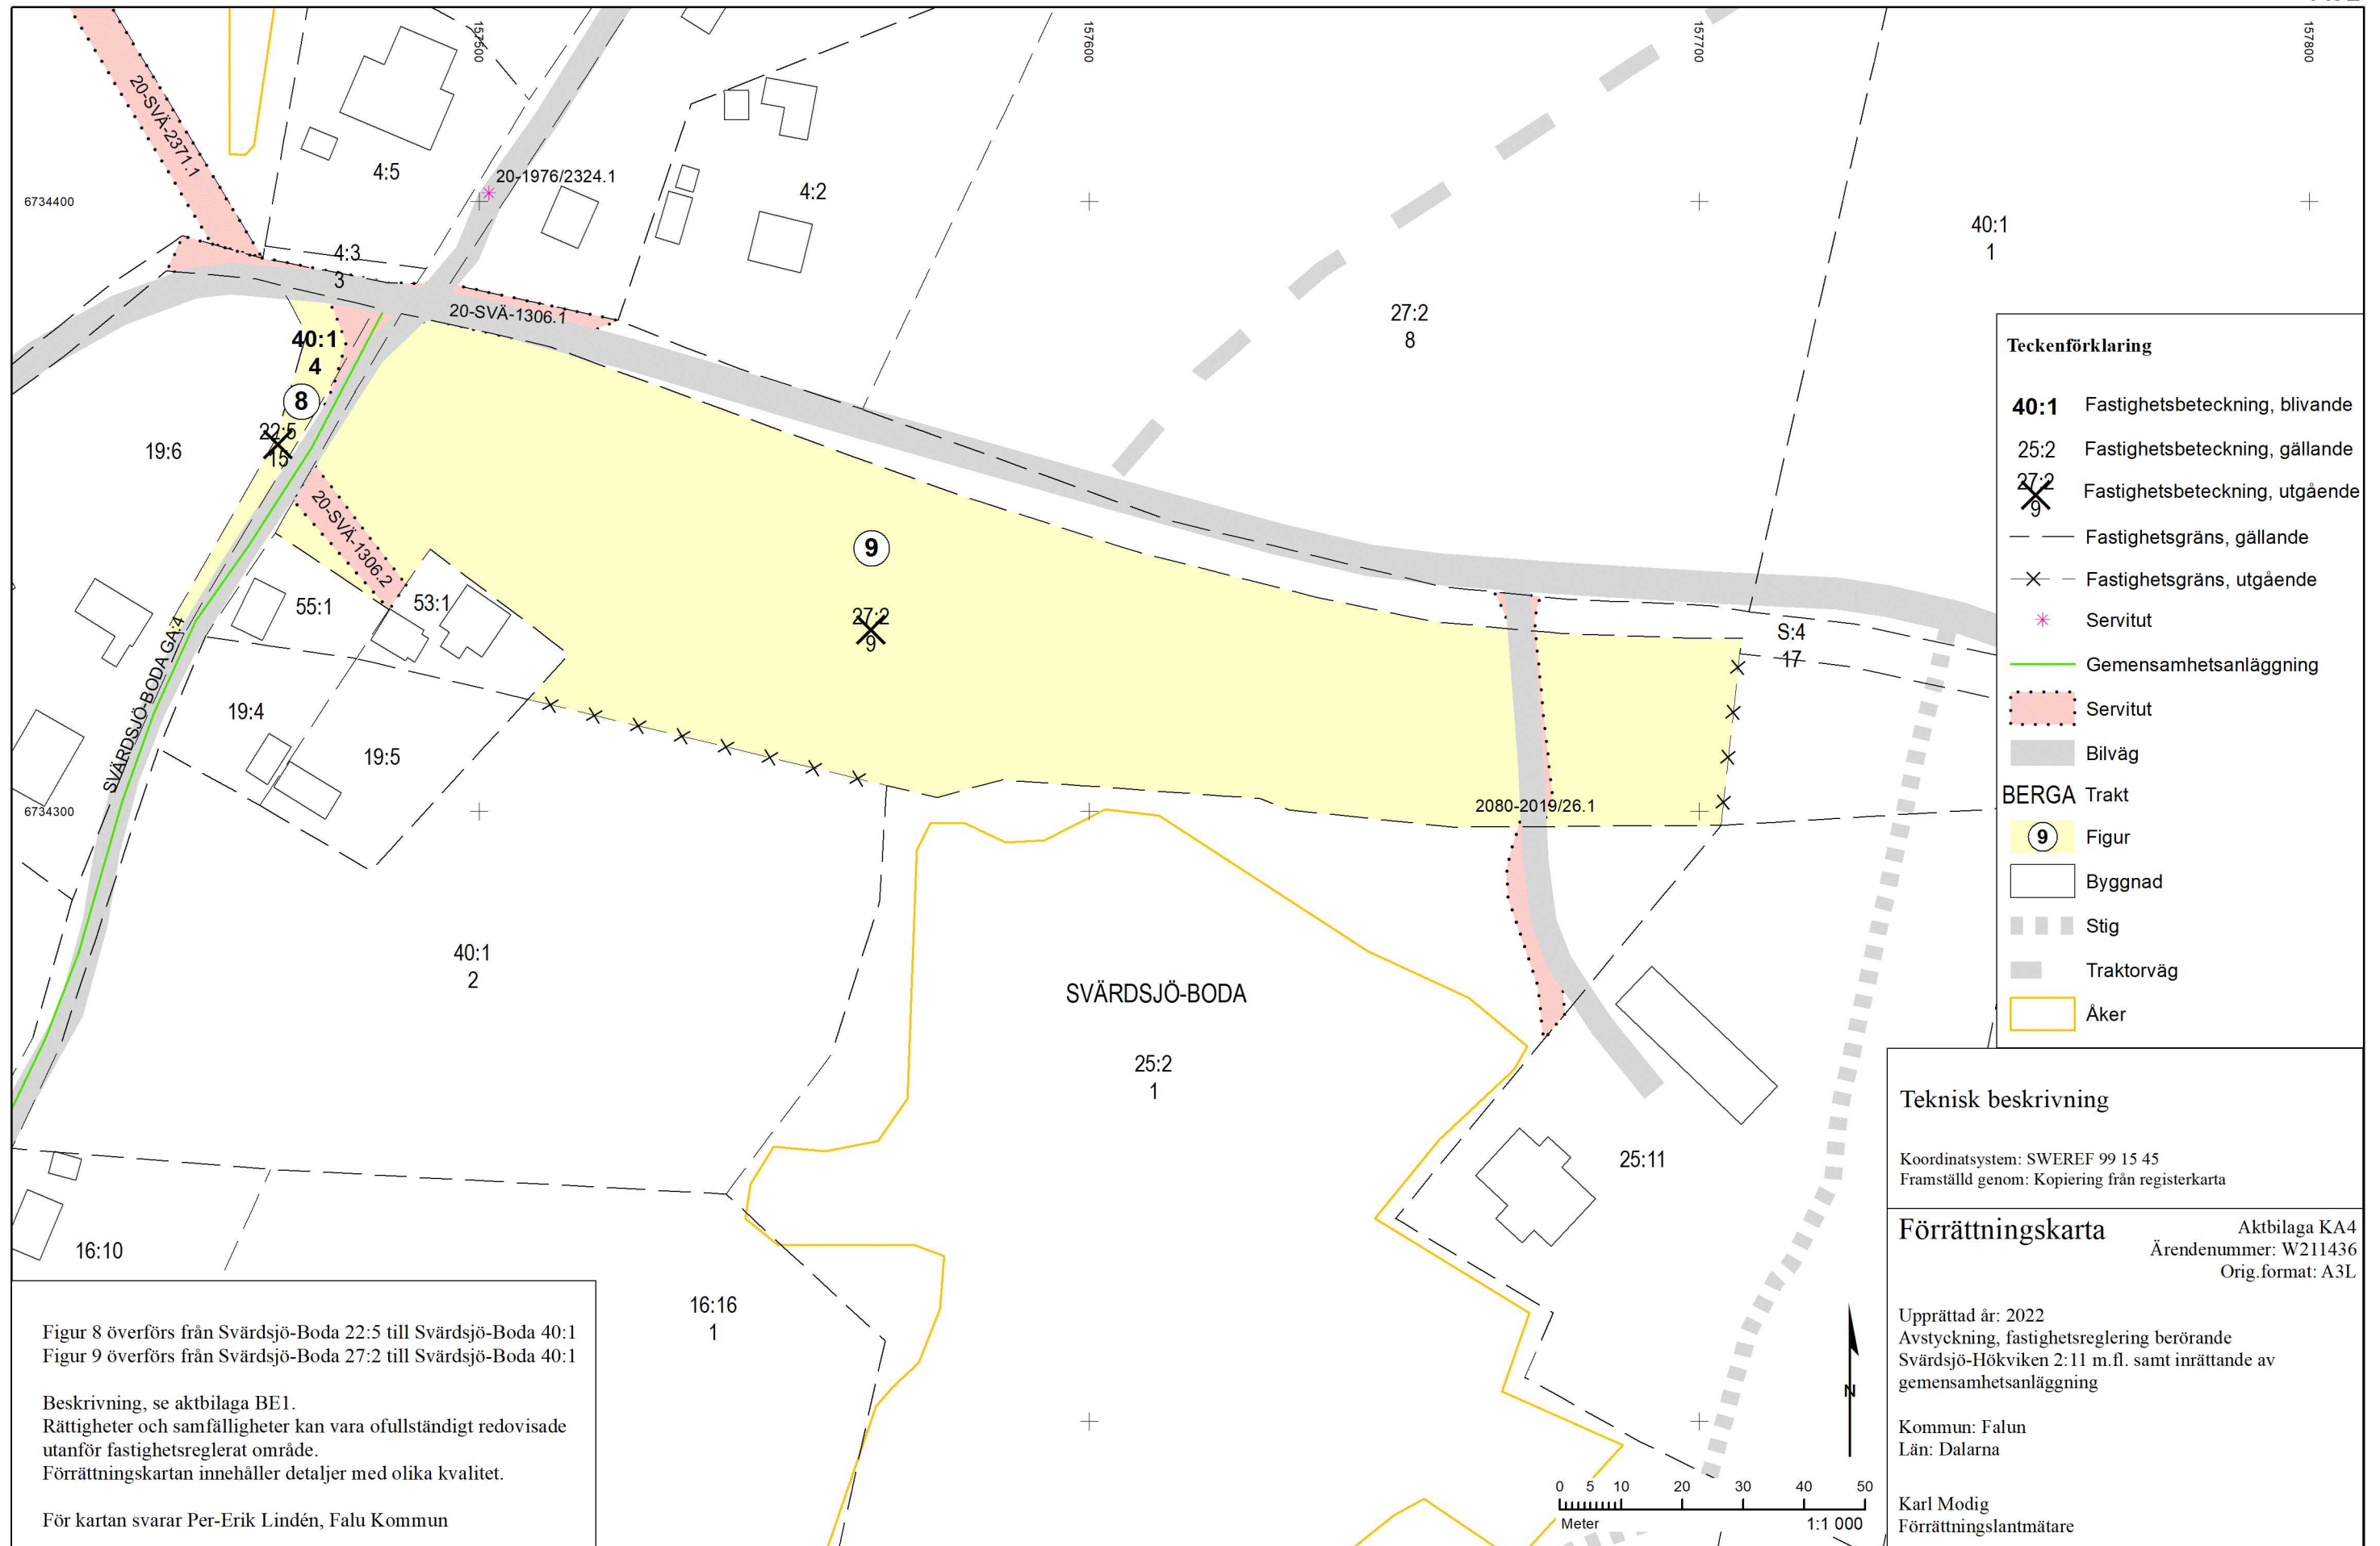 157500
157600
157700
157800
20-SVÄ-2371.1
4:5
20-1976/2324.1
4:2
6734400
40:1
1
4:3
3
20-SVÄ-1306.1
27:2
8
40:1
4
8
22:5
15
19:6
20-SVÄ-1306.2
9
27:2
9
55:1
53:1
S:4
17
SVÄRDSJÖ-BODA GA:4
19:4
19:5
6734300
2080-2019/26.1
40:1
2
SVÄRDSJÖ-BODA
25:2
1
25:11
16:10
16:16
1
Teckenförklaring
40:1 Fastighetsbeteckning, blivande
25:2 Fastighetsbeteckning, gällande
27:2
9 Fastighetsbeteckning, utgående
Fastighetsgräns, gällande
Fastighetsgräns, utgående
Servitut
Gemensamhetsanläggning
Servitut
Bilväg
BERGA Trakt
9 Figur
Byggnad
Stig
Traktorväg
Åker
Teknisk beskrivning
Koordinatsystem: SWEREF 99 15 45
Framställd genom: Kopiering från registerkarta
Förrättningskarta
Aktbilaga KA4
Ärendenummer: W211436
Orig.format: A3L
Upprättad år: 2022
Avstyckning, fastighetsreglering berörande
Svärdsjö-Hökviken 2:11 m.fl. samt inrättande av
gemensamhetsanläggning
Kommun: Falun
Län: Dalarna
Karl Modig
Förrättningslantmätare
N
0 5 10 20 30 40 50
Meter 1:1 000
Figur 8 överförs från Svärdsjö-Boda 22:5 till Svärdsjö-Boda 40:1
Figur 9 överförs från Svärdsjö-Boda 27:2 till Svärdsjö-Boda 40:1
Beskrivning, se aktbilaga BE1.
Rättigheter och samfälligheter kan vara ofullständigt redovisade
utanför fastighetsreglerat område.
Förrättningskartan innehåller detaljer med olika kvalitet.
För kartan svarar Per-Erik Lindén, Falu Kommun